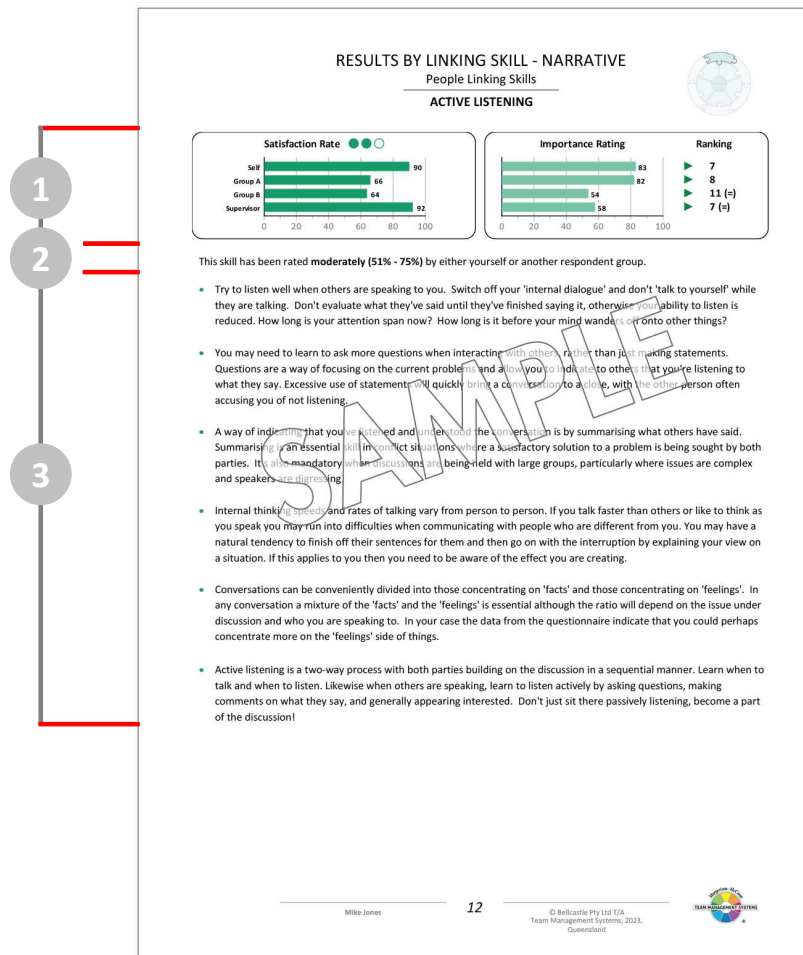 RESULTS BY LINKING SKILL - NARRATIVE
People Linking Skills
ACTIVE LISTENING
1
2
3
Satisfaction Rate
Self 90
Group A 66
Group B 64
Supervisor 92
0 20 40 60 80 100
Importance Rating Ranking
83 7
82 8
54 11 (=)
58 7 (=)
0 20 40 60 80 100
This skill has been rated moderately (51% - 75%) by either yourself or another respondent group.
• Try to listen well when others are speaking to you. Switch off your 'internal dialogue' and don't 'talk to yourself' while
they are talking. Don't evaluate what they've said until they've finished saying it, otherwise your ability to listen is
reduced. How long is your attention span now? How long is it before your mind wanders off onto other things?
• You may need to learn to ask more questions when interacting with others, rather than just making statements.
Questions are a way of focusing on the current problems and allow you to indicate to others that you're listening to
what they say. Excessive use of statements will quickly bring a conversation to a close, with the other person often
accusing you of not listening.
• A way of indicating that you've listened and understood the conversation is by summarising what others have said.
Summarising is an essential skill in conflict situations where a satisfactory solution to a problem is being sought by both
parties. It's also mandatory when discussions are being held with large groups, particularly where issues are complex
and speakers are digressing.
• Internal thinking speeds and rates of talking vary from person to person. If you talk faster than others or like to think as
you speak you may run into difficulties when communicating with people who are different from you. You may have a
natural tendency to finish off their sentences for them and then go on with the interruption by explaining your view on
a situation. If this applies to you then you need to be aware of the effect you are creating.
• Conversations can be conveniently divided into those concentrating on 'facts' and those concentrating on 'feelings'. In
any conversation a mixture of the 'facts' and the 'feelings' is essential although the ratio will depend on the issue under
discussion and who you are speaking to. In your case the data from the questionnaire indicate that you could perhaps
concentrate more on the 'feelings' side of things.
• Active listening is a two-way process with both parties building on the discussion in a sequential manner. Learn when to
talk and when to listen. Likewise when others are speaking, learn to listen actively by asking questions, making
comments on what they say, and generally appearing interested. Don't just sit there passively listening, become a part
of the discussion!
SAMPLE
Mike Jones
12
© Bellcastle Pty Ltd T/A
Team Management Systems, 2023,
Queensland
Margerison-McCann
TEAM MANAGEMENT SYSTEMS
®